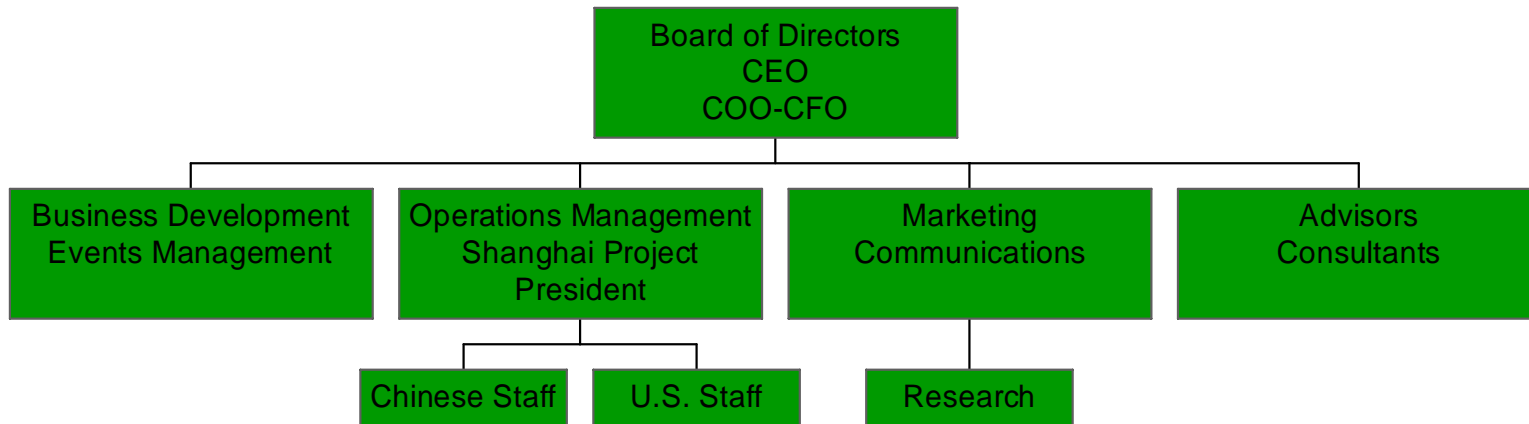 Board of Directors
CEO
COO-CFO
Business Development
Events Management
Operations Management
Shanghai Project
President
Marketing
Communications
Advisors
Consultants
Chinese Staff
U.S. Staff
Research